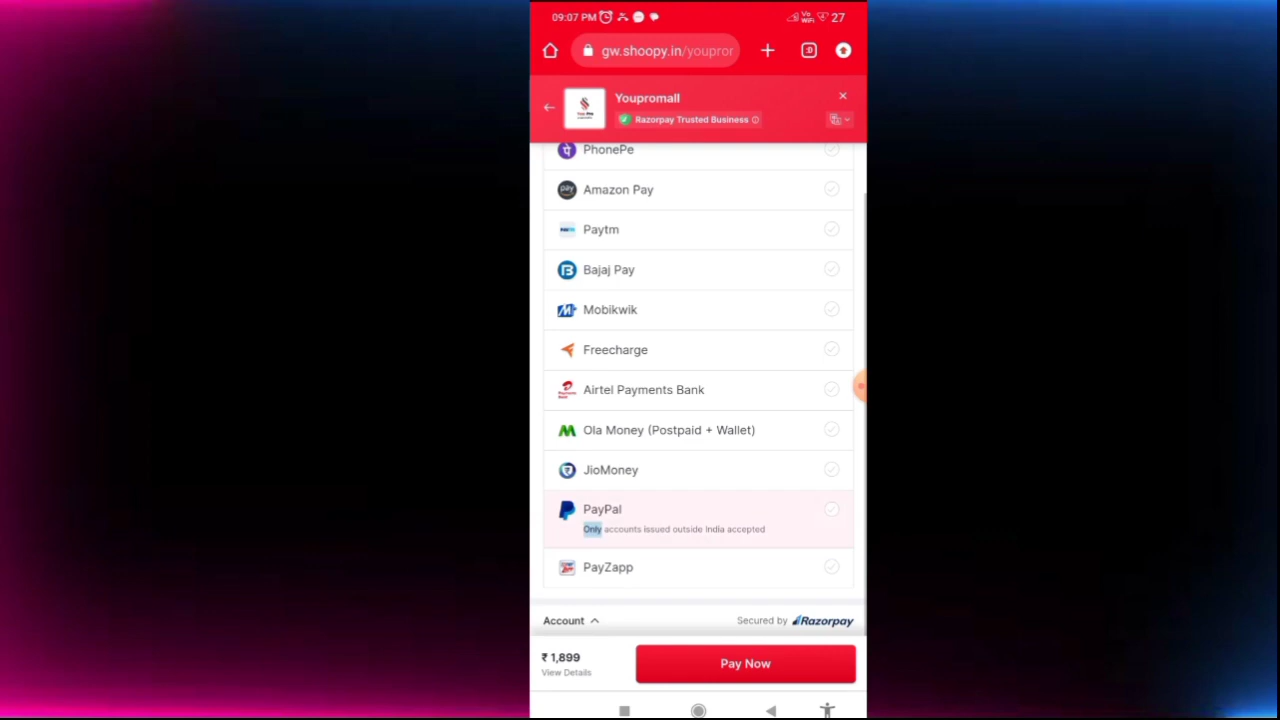 09:07 PM
Vo
WiFi
27
gw.shoopy.in/youpror
Youpromall
Razorpay Trusted Business
PhonePe
Amazon Pay
Paytm
Bajaj Pay
Mobikwik
Freecharge
Airtel Payments Bank
Ola Money (Postpaid + Wallet)
JioMoney
PayPal
Only accounts issued outside India accepted
PayZapp
Account
Secured by Razorpay
₹ 1,899
View Details
Pay Now